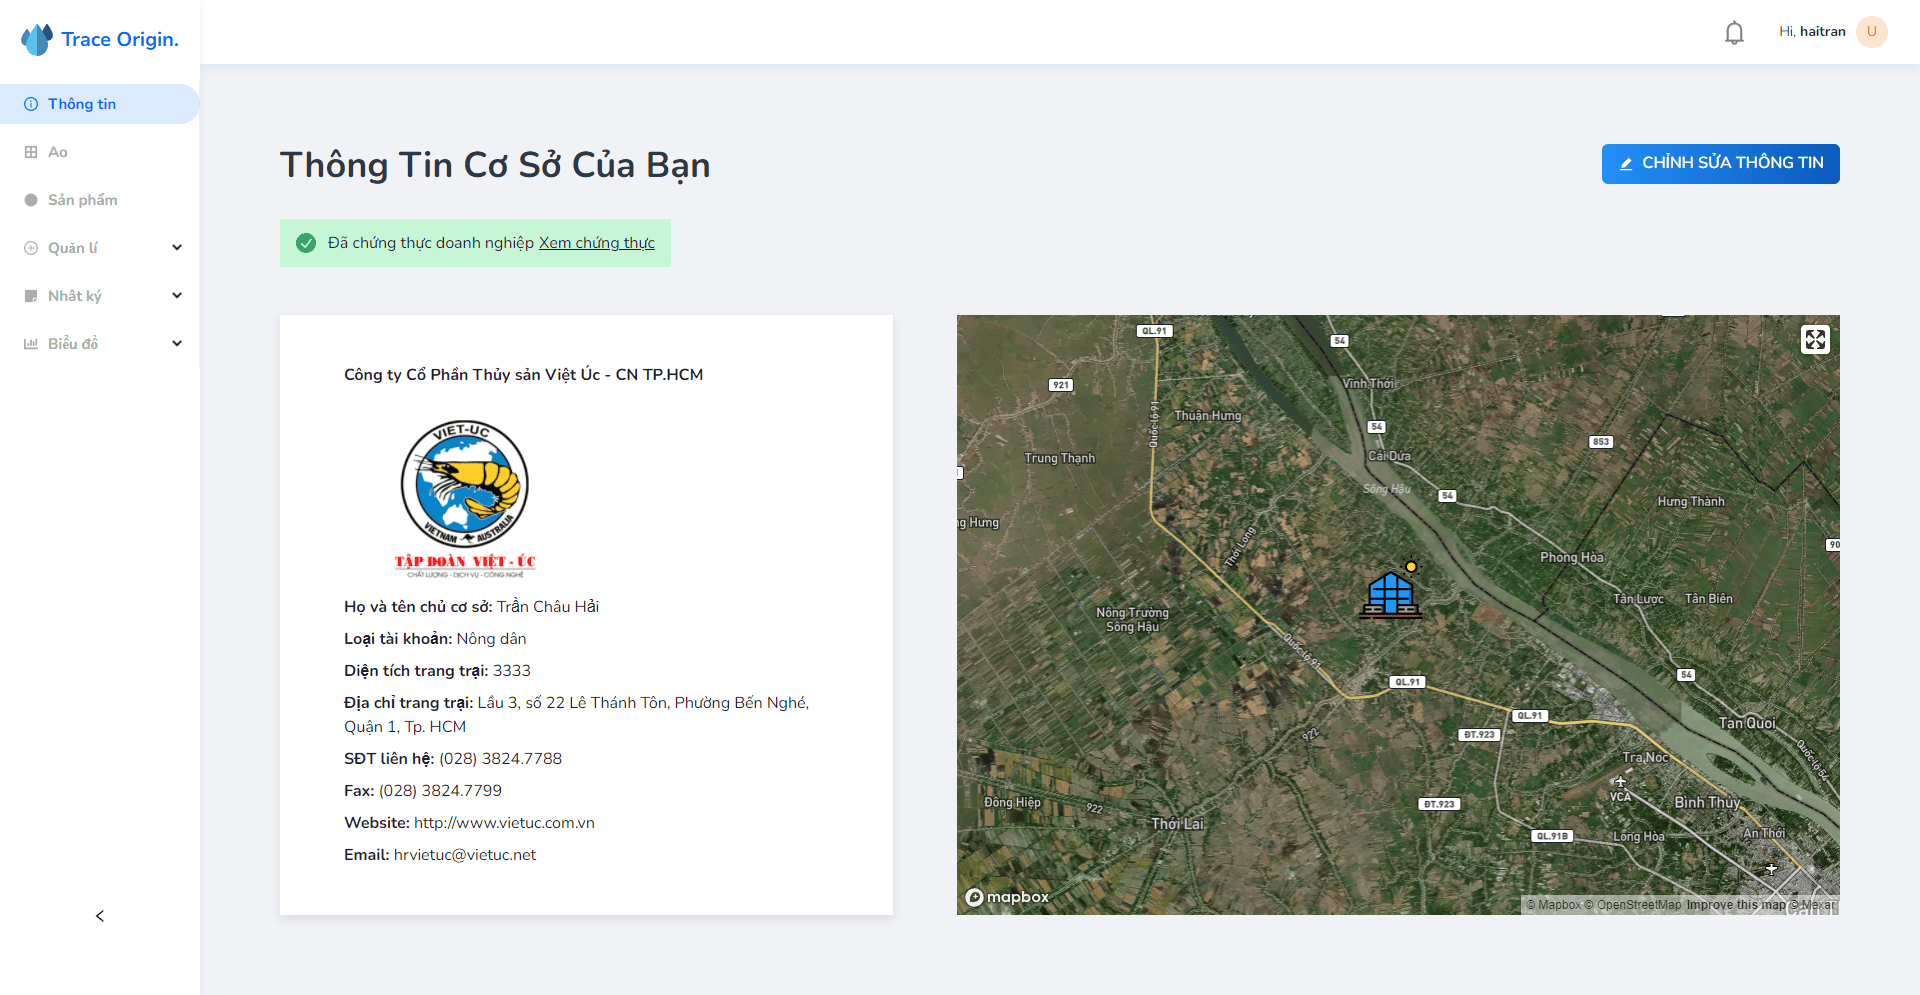 Trace Origin.
Hi, haitran
U
Thông tin
Ao
Sản phẩm
Quản lí
Nhât ký
Biểu đồ
Thông Tin Cơ Sở Của Bạn
CHỈNH SỬA THÔNG TIN
Đã chứng thực doanh nghiệp Xem chứng thực
Công ty Cổ Phần Thủy sản Việt Úc - CN TP.HCM
VIET-UC
VIETNAM AUSTRALIA
TẬP ĐOÀN VIỆT - ÚC
CHẤT LƯỢNG - DỊCH VỤ - CÔNG NGHỆ
Họ và tên chủ cơ sở: Trần Châu Hải
Loại tài khoản: Nông dân
Diện tích trang trại: 3333
Địa chỉ trang trại: Lầu 3, số 22 Lê Thánh Tôn, Phường Bến Nghé,
Quận 1, Tp. HCM
SĐT liên hệ: (028) 3824.7788
Fax: (028) 3824.7799
Website: http://www.vietuc.com.vn
Email: hrvietuc@vietuc.net
QL.91
54
921
Vĩnh Thới
Thuận Hưng
Quốc lộ 91
54
853
Trung Thạnh
Cái Dứa
Sông Hậu
54
Hưng Thành
ng Hưng
Thới Long
90
Phong Hòa
Tân Lược
Tân Biên
Nông Trường
Sông Hậu
Quốc lộ 91
54
QL.91
QL.91
Tan Quoi
ĐT.923
922
Quốc lộ 54
Tra Noc
VCA
Đông Hiệp
922
ĐT.923
Bình Thủy
Thới Lai
QL.91B
Long Hòa
An Thới
mapbox
© Mapbox © OpenStreetMap Improve this map © Maxar